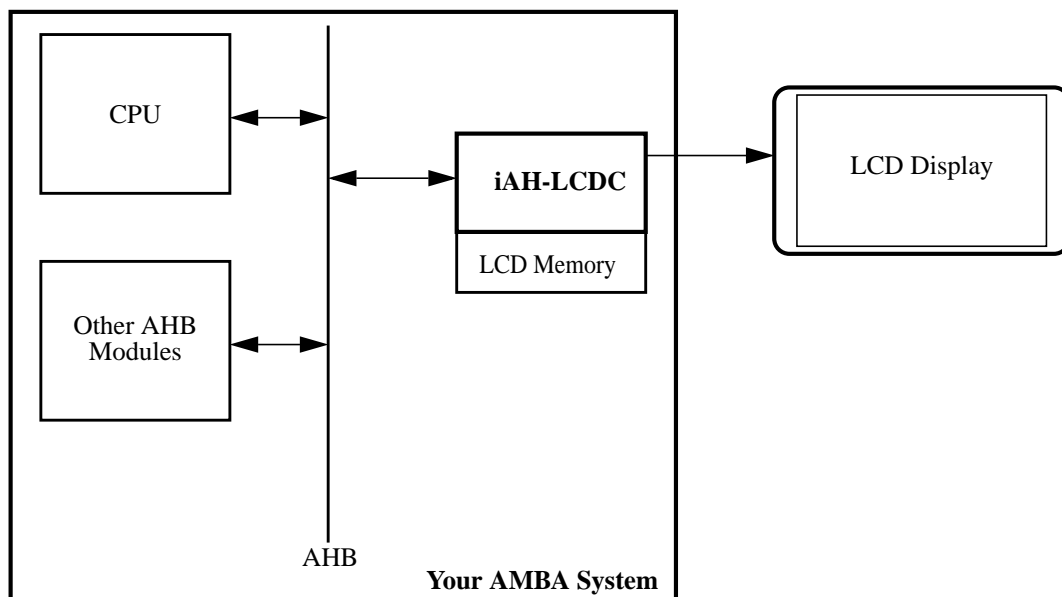 CPU
iAH-LCDC
LCD Display
LCD Memory
Other AHB
Modules
AHB
Your AMBA System